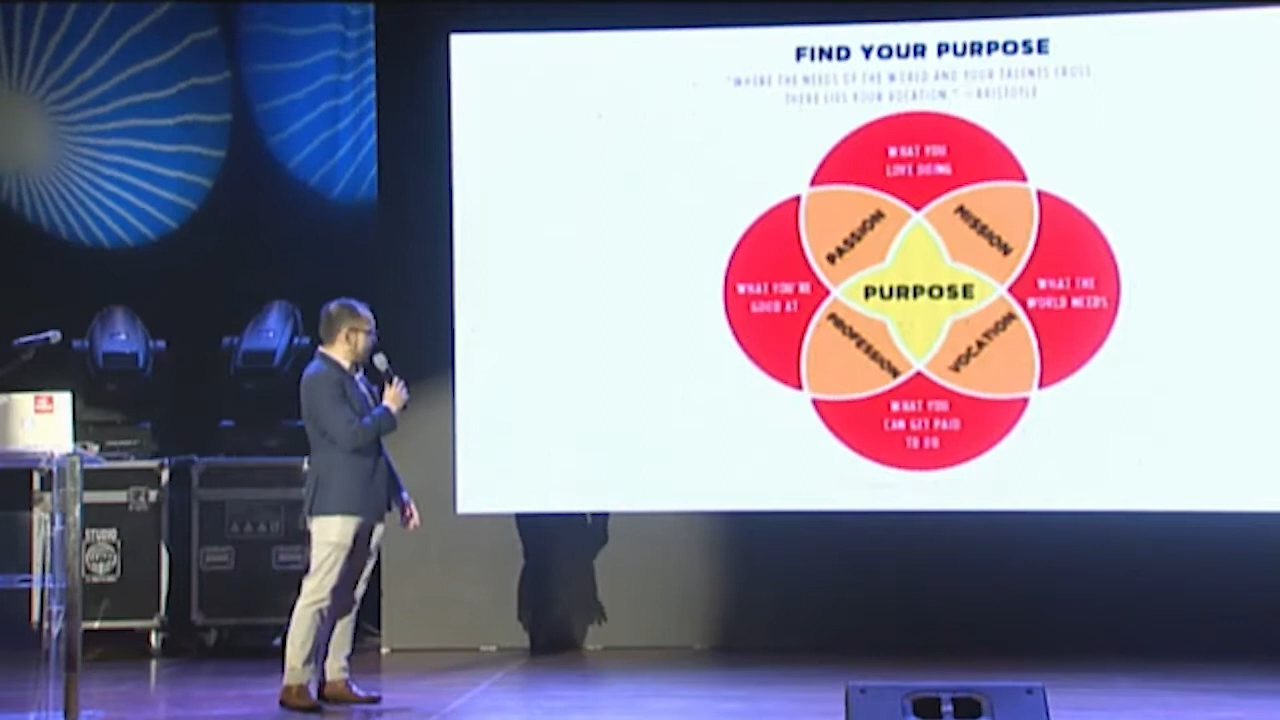 FIND YOUR PURPOSE
"WHERE THE NEEDS OF THE WORLD AND YOUR TALENTS CROSS,
THERE LIES YOUR VOCATION." —ARISTOTLE
WHAT YOU
LOVE DOING
PASSION
MISSION
WHAT YOU'RE
GOOD AT
PURPOSE
WHAT THE
WORLD NEEDS
PROFESSION
VOCATION
WHAT YOU
CAN GET PAID
TO DO
STUDIO